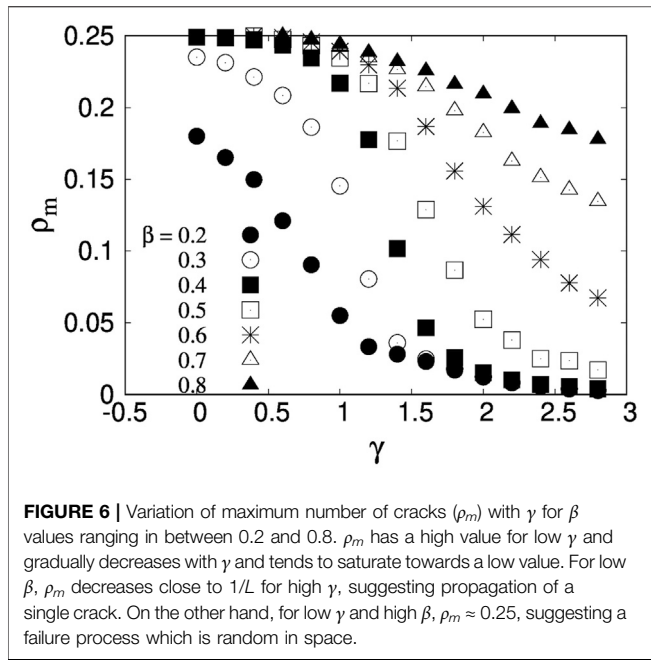 0.25
0.2
0.15
0.1
0.05
0
ρm
β = 0.2
0.3
0.4
0.5
0.6
0.7
0.8
-0.5 0 0.5 1 1.5 2 2.5 3
γ
FIGURE 6 | Variation of maximum number of cracks (ρm) with γ for β
values ranging in between 0.2 and 0.8. ρm has a high value for low γ and
gradually decreases with γ and tends to saturate towards a low value. For low
β, ρm decreases close to 1/L for high γ, suggesting propagation of a
single crack. On the other hand, for low γ and high β, ρm ≈ 0.25, suggesting a
failure process which is random in space.